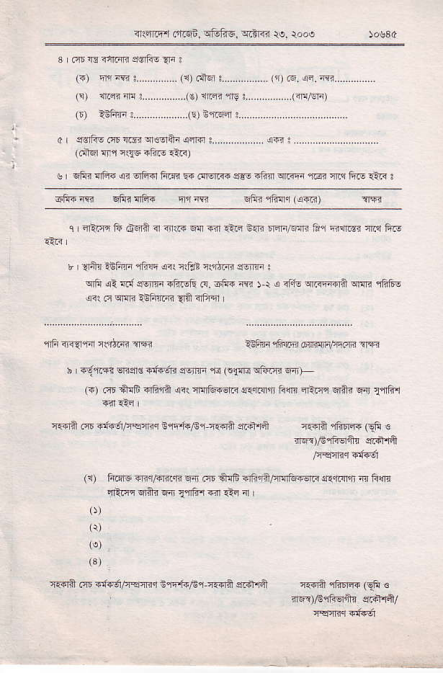 বাংলাদেশ গেজেট, অতিরিক্ত, অক্টোবর ২৩, ২০০৩ ১০৬৪৫
৪। সেচ যন্ত্র বসানোর প্রস্তাবিত স্থান ঃ
(ক) দাগ নম্বর ঃ............... (খ) মৌজা ঃ................ (গ) জে, এল, নম্বর...............
(ঘ) খালের নাম ঃ................(ঙ) খালের পাড় ঃ..................(বাম/ডান)
(চ) ইউনিয়ন ঃ....................(ছ) উপজেলা ঃ.......................................
৫। প্রস্তাবিত সেচ যন্ত্রের আওতাধীন এলাকা ঃ................. একর ঃ ..............................
(মৌজা ম্যাপ সংযুক্ত করিতে হইবে)
৬। জমির মালিক এর তালিকা নিম্নের ছক মোতাবেক প্রস্তুত করিয়া আবেদন পত্রের সাথে দিতে হইবে ঃ
ক্রমিক নম্বর জমির মালিক দাগ নম্বর জমির পরিমাণ (একরে) স্বাক্ষর
৭। লাইসেন্স ফি ট্রেজারী বা ব্যাংকে জমা করা হইলে উহার চালান/জমার স্লিপ দরখাস্তের সাথে দিতে
হইবে।
৮। স্থানীয় ইউনিয়ন পরিষদ এবং সংশ্লিষ্ট সংগঠনের প্রত্যায়ন ঃ
আমি এই মর্মে প্রত্যায়ন করিতেছি যে, ক্রমিক নম্বর ১-২ এ বর্ণিত আবেদনকারী আমার পরিচিত
এবং সে আমার ইউনিয়নের স্থায়ী বাসিন্দা।
................................... ......................................
পানি ব্যবস্থাপনা সংগঠনের স্বাক্ষর ইউনিয়ন পরিষদের চেয়ারম্যান/সদস্যের স্বাক্ষর
৯। কর্তৃপক্ষের ভারপ্রাপ্ত কর্মকর্তার প্রত্যায়ন পত্র (শুধুমাত্র অফিসের জন্য)—
(ক) সেচ স্কীমটি কারিগরী এবং সামাজিকভাবে গ্রহণযোগ্য বিধায় লাইসেন্স জারীর জন্য সুপারিশ
করা হইল।
সহকারী সেচ কর্মকর্তা/সম্প্রসারণ উপদর্শক/উপ-সহকারী প্রকৌশলী সহকারী পরিচালক (ভূমি ও
রাজস্ব)/উপবিভাগীয় প্রকৌশলী
/সম্প্রসারণ কর্মকর্তা
(খ) নিম্নোক্ত কারণ/কারণের জন্য সেচ স্কীমটি কারিগরী/সামাজিকভাবে গ্রহণযোগ্য নয় বিধায়
লাইসেন্স জারীর জন্য সুপারিশ করা হইল না।
(১)
(২)
(৩)
(৪)
সহকারী সেচ কর্মকর্তা/সম্প্রসারণ উপদর্শক/উপ-সহকারী প্রকৌশলী সহকারী পরিচালক (ভূমি ও
রাজস্ব)/উপবিভাগীয় প্রকৌশলী/
সম্প্রসারণ কর্মকর্তা